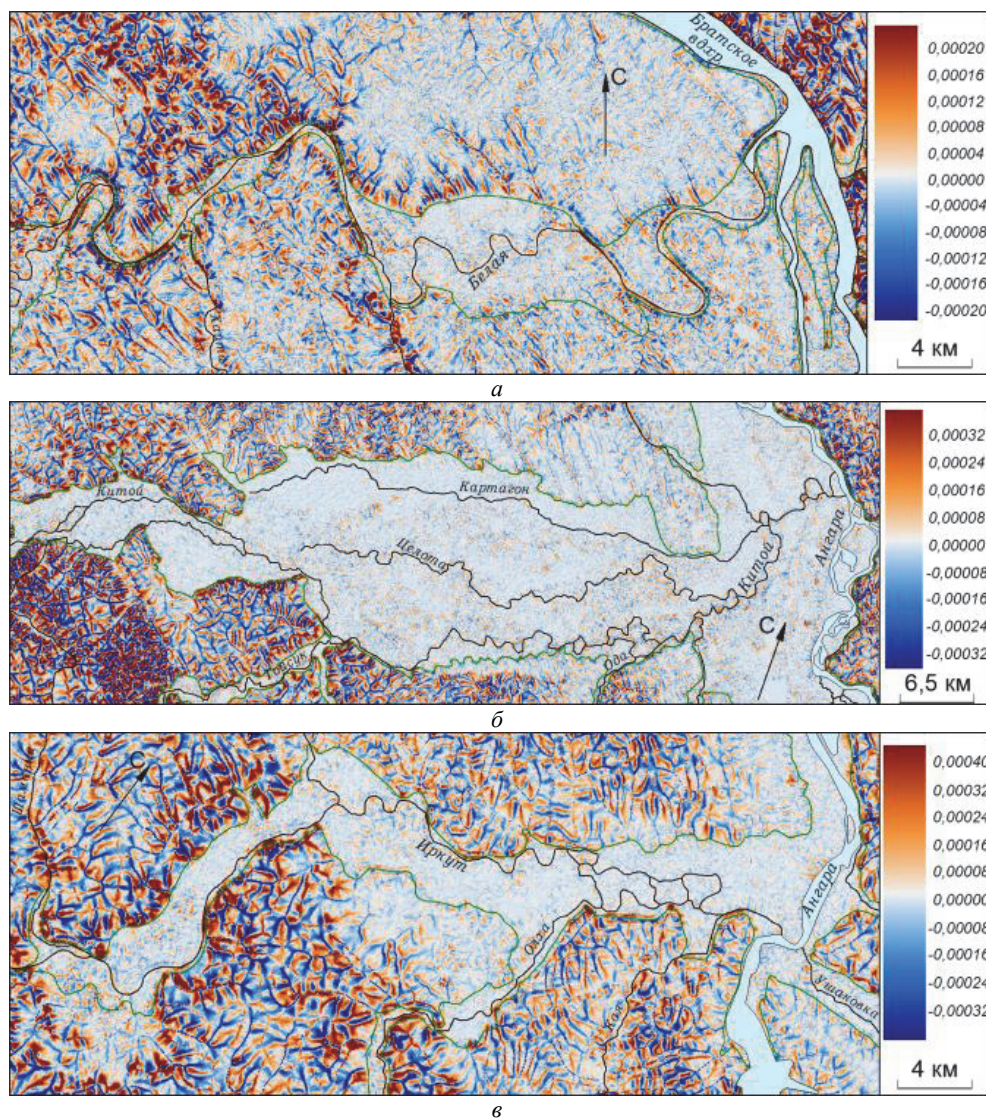 Братское
вдхр.
С
Белая
0,00020
0,00016
0,00012
0,00008
0,00004
0,00000
-0,00004
-0,00008
-0,00012
-0,00016
-0,00020
4 км
а
Китой
Картагон
Целота
Китой
Ангара
Ода
С
0,00032
0,00024
0,00016
0,00008
0,00000
-0,00008
-0,00016
-0,00024
-0,00032
6,5 км
б
С
Иркут
Олха
Кая
Ангара
Ушаковка
0,00040
0,00032
0,00024
0,00016
0,00008
0,00000
-0,00008
-0,00016
-0,00024
-0,00032
4 км
в